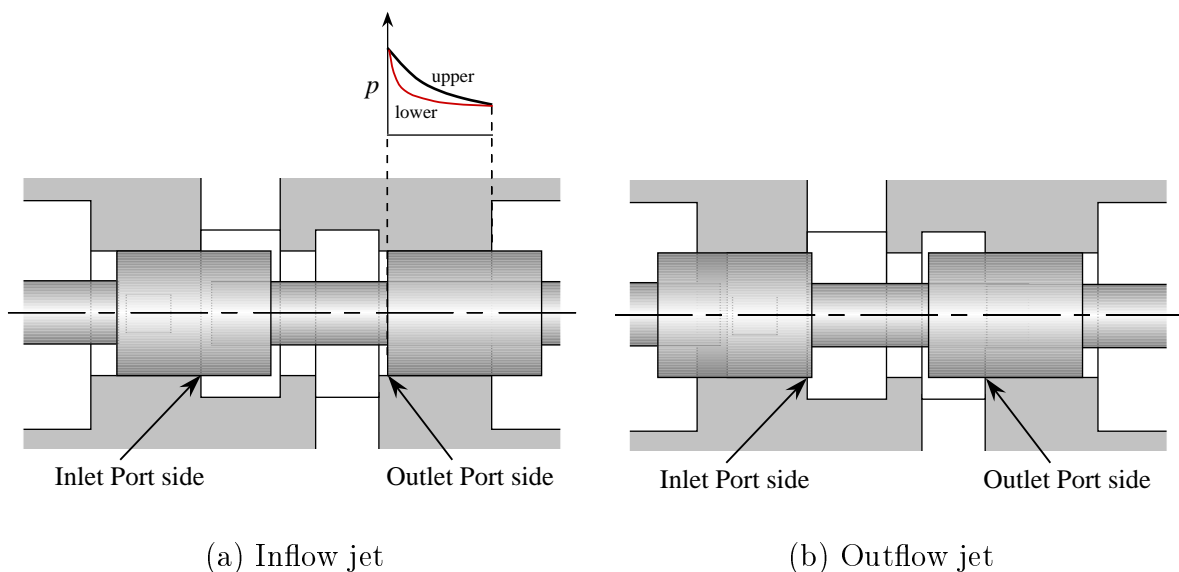 p
upper
lower
Inlet Port side
Outlet Port side
Inlet Port side
Outlet Port side
(a) Inflow jet
(b) Outflow jet